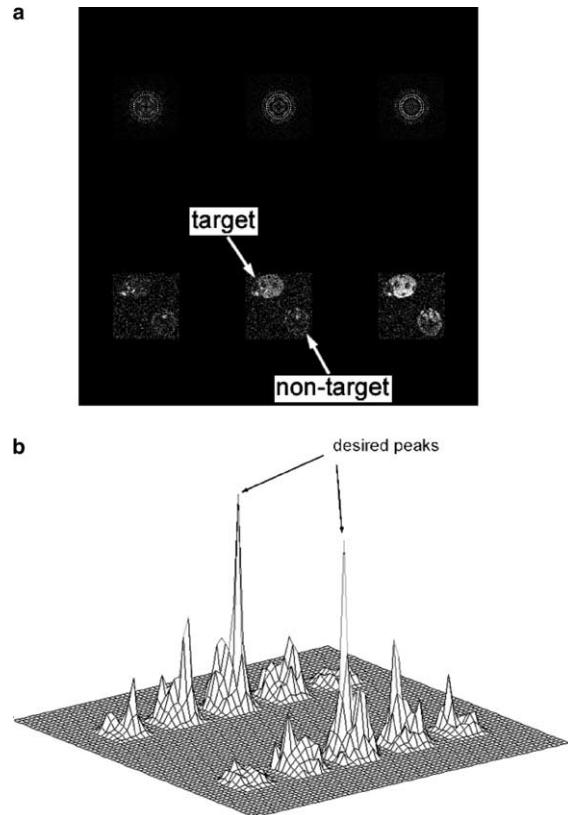 a
target
non-target
b
desired peaks